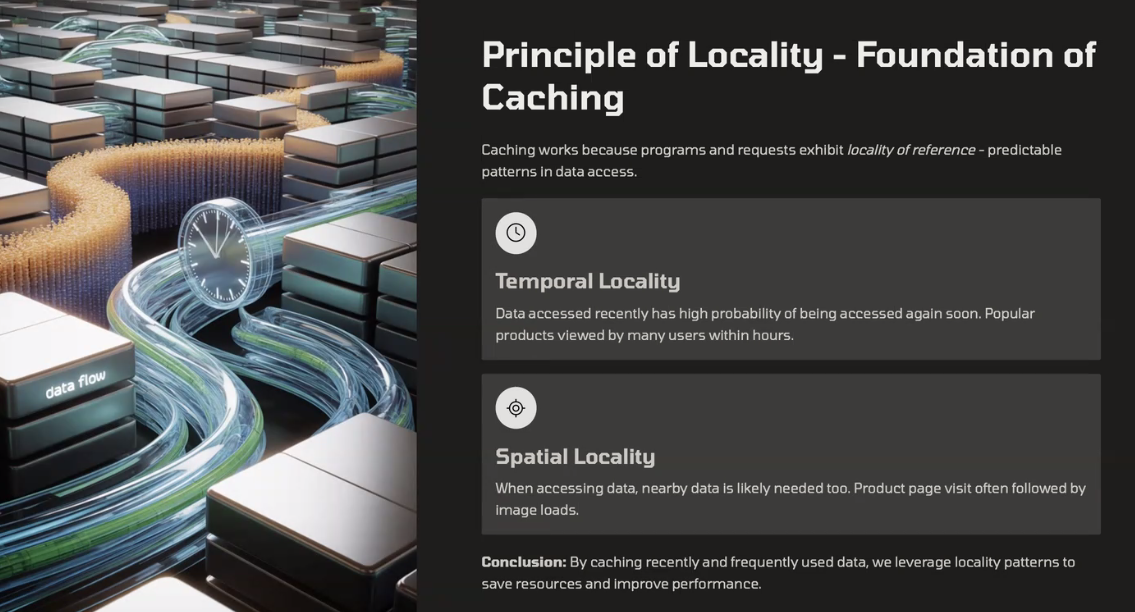 Principle of Locality - Foundation of
Caching
Caching works because programs and requests exhibit locality of reference - predictable
patterns in data access.
Temporal Locality
Data accessed recently has high probability of being accessed again soon. Popular
products viewed by many users within hours.
Spatial Locality
When accessing data, nearby data is likely needed too. Product page visit often followed by
image loads.
Conclusion: By caching recently and frequently used data, we leverage locality patterns to
save resources and improve performance.
data flow